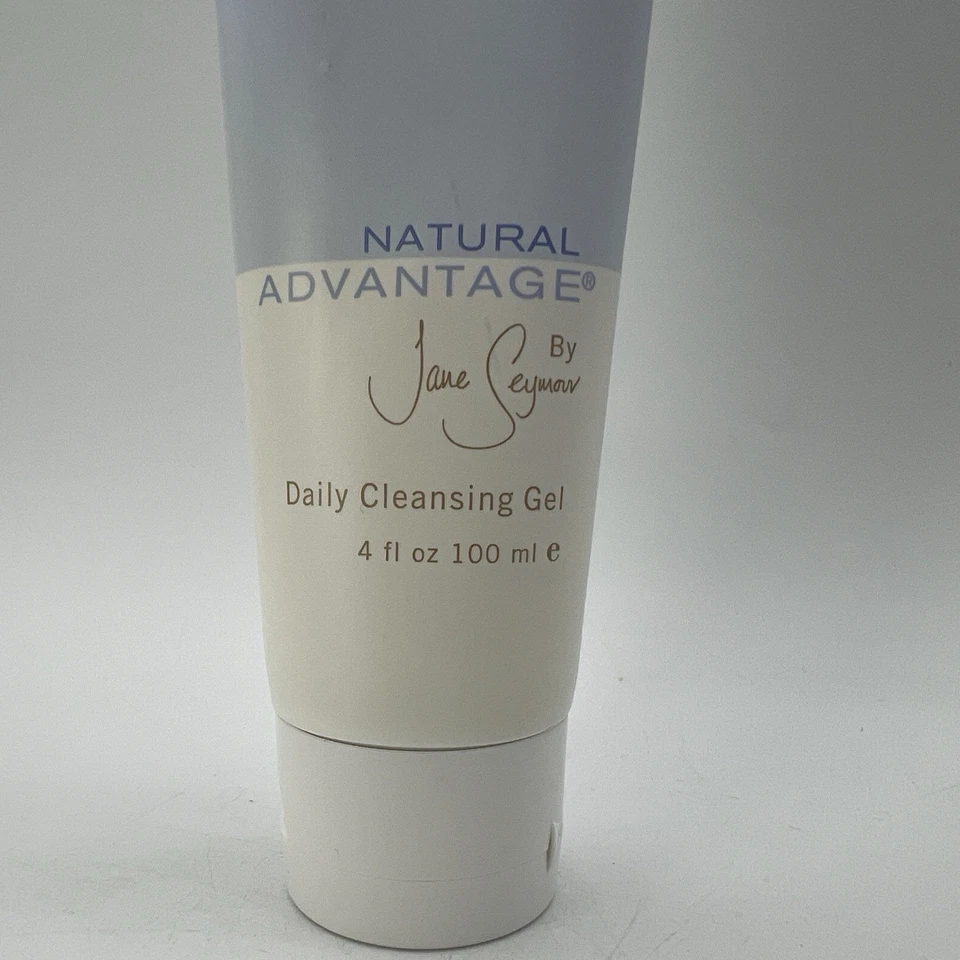 NATURAL
ADVANTAGE®
By
Jane Seymour
Daily Cleansing Gel
4 fl oz 100 ml e